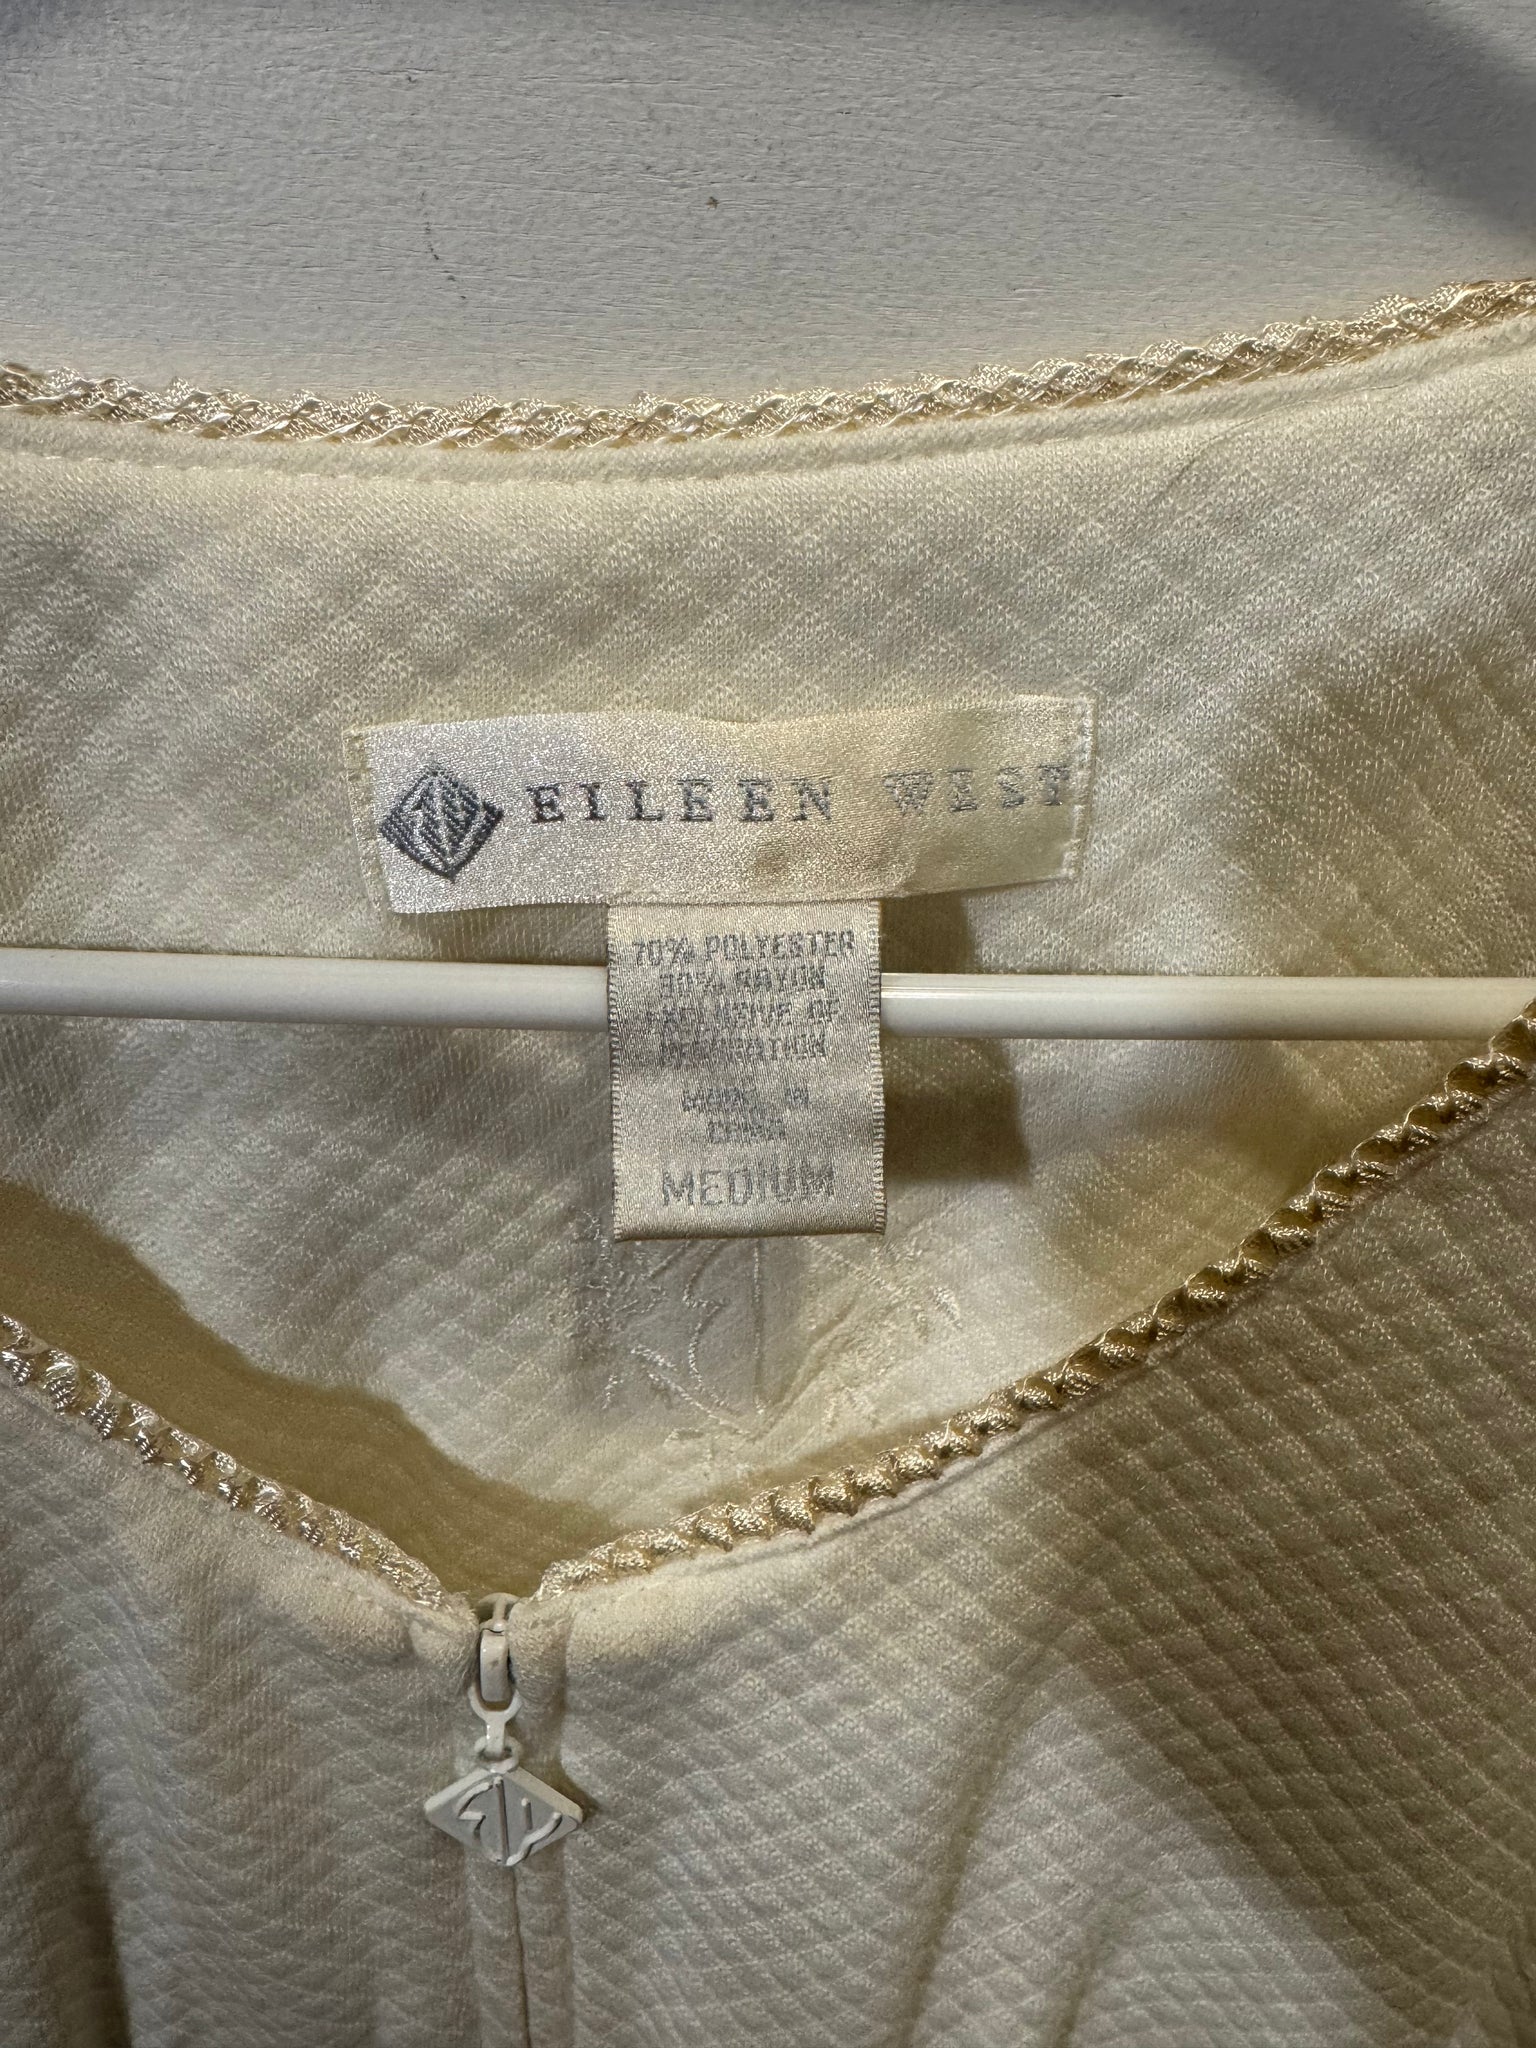 EILEEN WEST
70% POLYESTER
30% RAYON
EXCLUSIVE OF
DECORATION
MADE IN
CHINA
MEDIUM